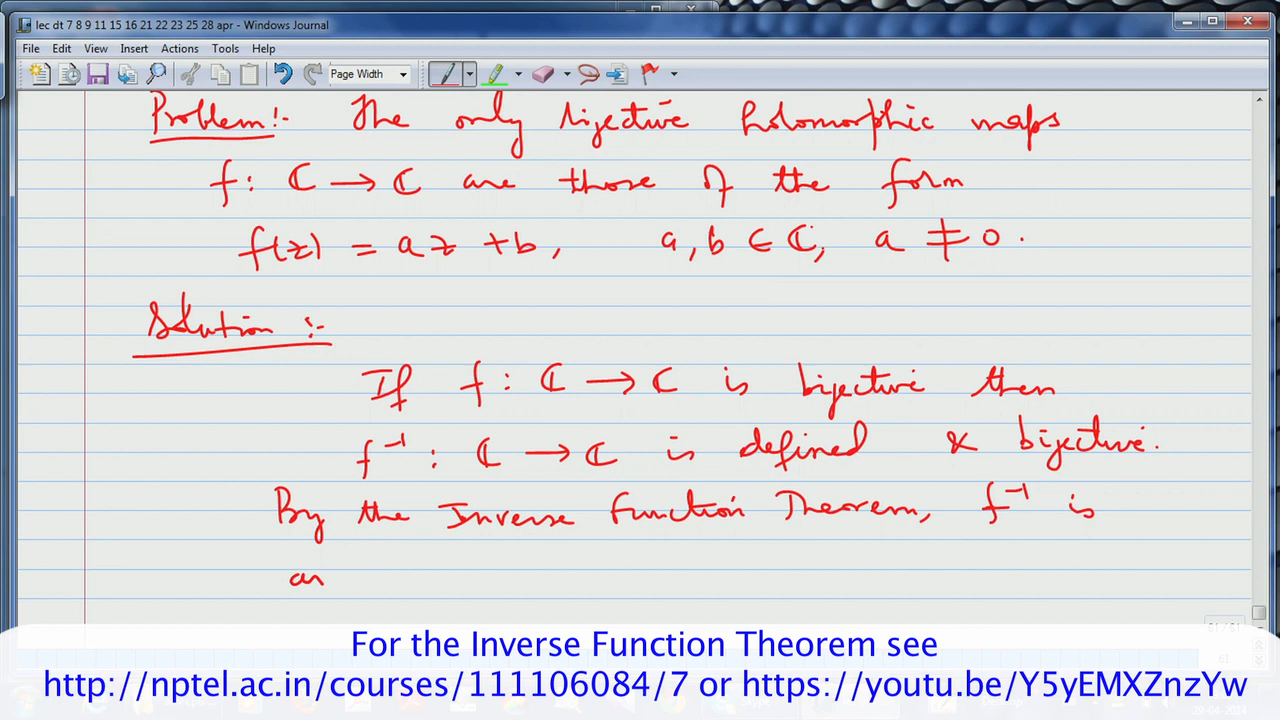 lec dt 7 8 9 11 15 16 21 22 23 25 28 apr - Windows Journal
File Edit View Insert Actions Tools Help
Page Width
Problem:- The only bijective holomorphic maps
f : ℂ → ℂ are those of the form
f(z) = az + b, a, b ∈ ℂ, a ≠ 0.
Solution :-
If f : ℂ → ℂ is bijective then
f⁻¹ : ℂ → ℂ is defined & bijective.
By the Inverse Function Theorem, f⁻¹ is
an
For the Inverse Function Theorem see
http://nptel.ac.in/courses/111106084/7 or https://youtu.be/Y5yEMXZnzYw